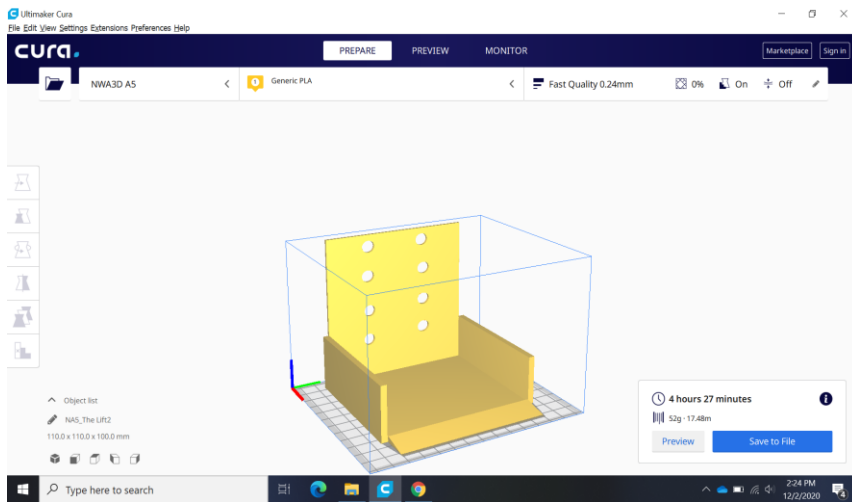 Ultimaker Cura
File Edit View Settings Extensions Preferences Help
cura.
PREPARE PREVIEW MONITOR
Marketplace Sign in
NWA3D A5
1 Generic PLA
Fast Quality 0.24mm 0% On Off
Object list
NA5_The Lift2
110.0 x 110.0 x 100.0 mm
4 hours 27 minutes
52g · 17.48m
Preview Save to File
Type here to search
2:24 PM
12/2/2020
4